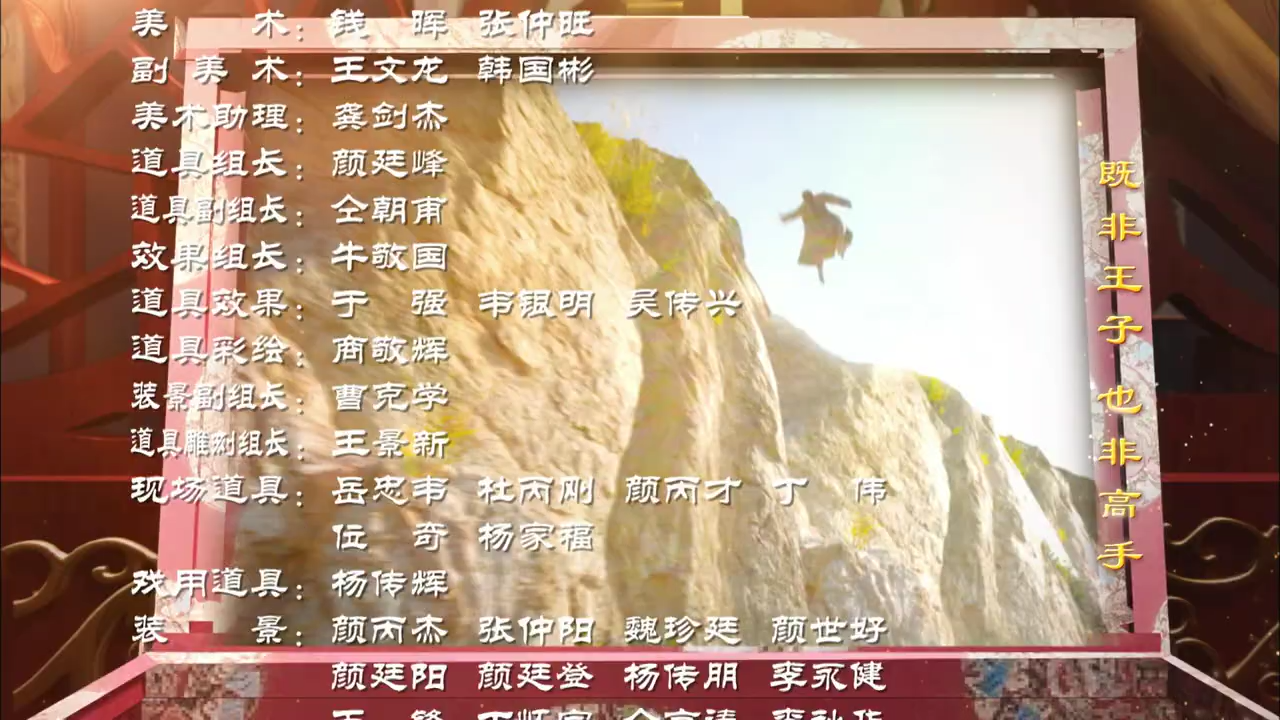 美术：钱晖 张仲旺
副美术：王文龙 韩国彬
美术助理：龚剑杰
道具组长：颜廷峰
道具副组长：仝朝甫
效果组长：牛敬国
道具效果：于强 韦银明 吴传兴
道具彩绘：商敬辉
装景副组长：曹克学
道具雕刻组长：王景新
现场道具：岳忠韦 杜丙刚 颜丙才 丁伟
位奇 杨家福
戏用道具：杨传辉
装景：颜丙杰 张仲阳 魏珍廷 颜世好
颜廷阳 颜廷登 杨传朋 李永健
既非王子也非高手